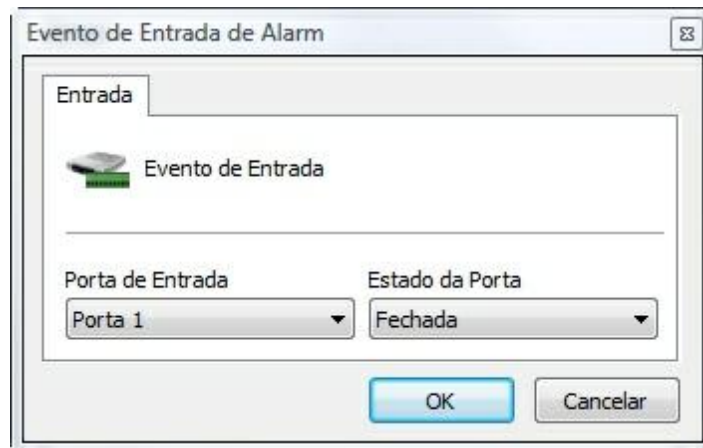 Evento de Entrada de Alarm
Entrada
Evento de Entrada
Porta de Entrada Estado da Porta
Porta 1 Fechada
OK Cancelar